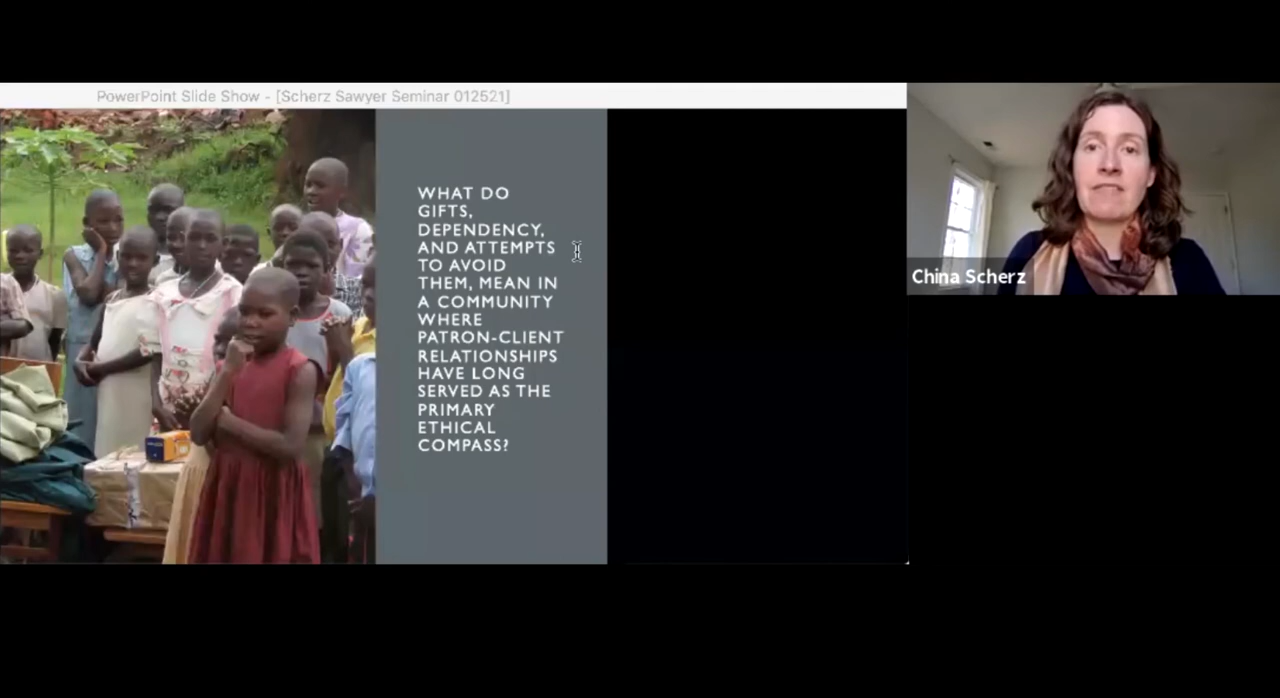 PowerPoint Slide Show - [Scherz Sawyer Seminar 012521]
WHAT DO
GIFTS,
DEPENDENCY,
AND ATTEMPTS
TO AVOID
THEM, MEAN IN
A COMMUNITY
WHERE
PATRON-CLIENT
RELATIONSHIPS
HAVE LONG
SERVED AS THE
PRIMARY
ETHICAL
COMPASS?
China Scherz